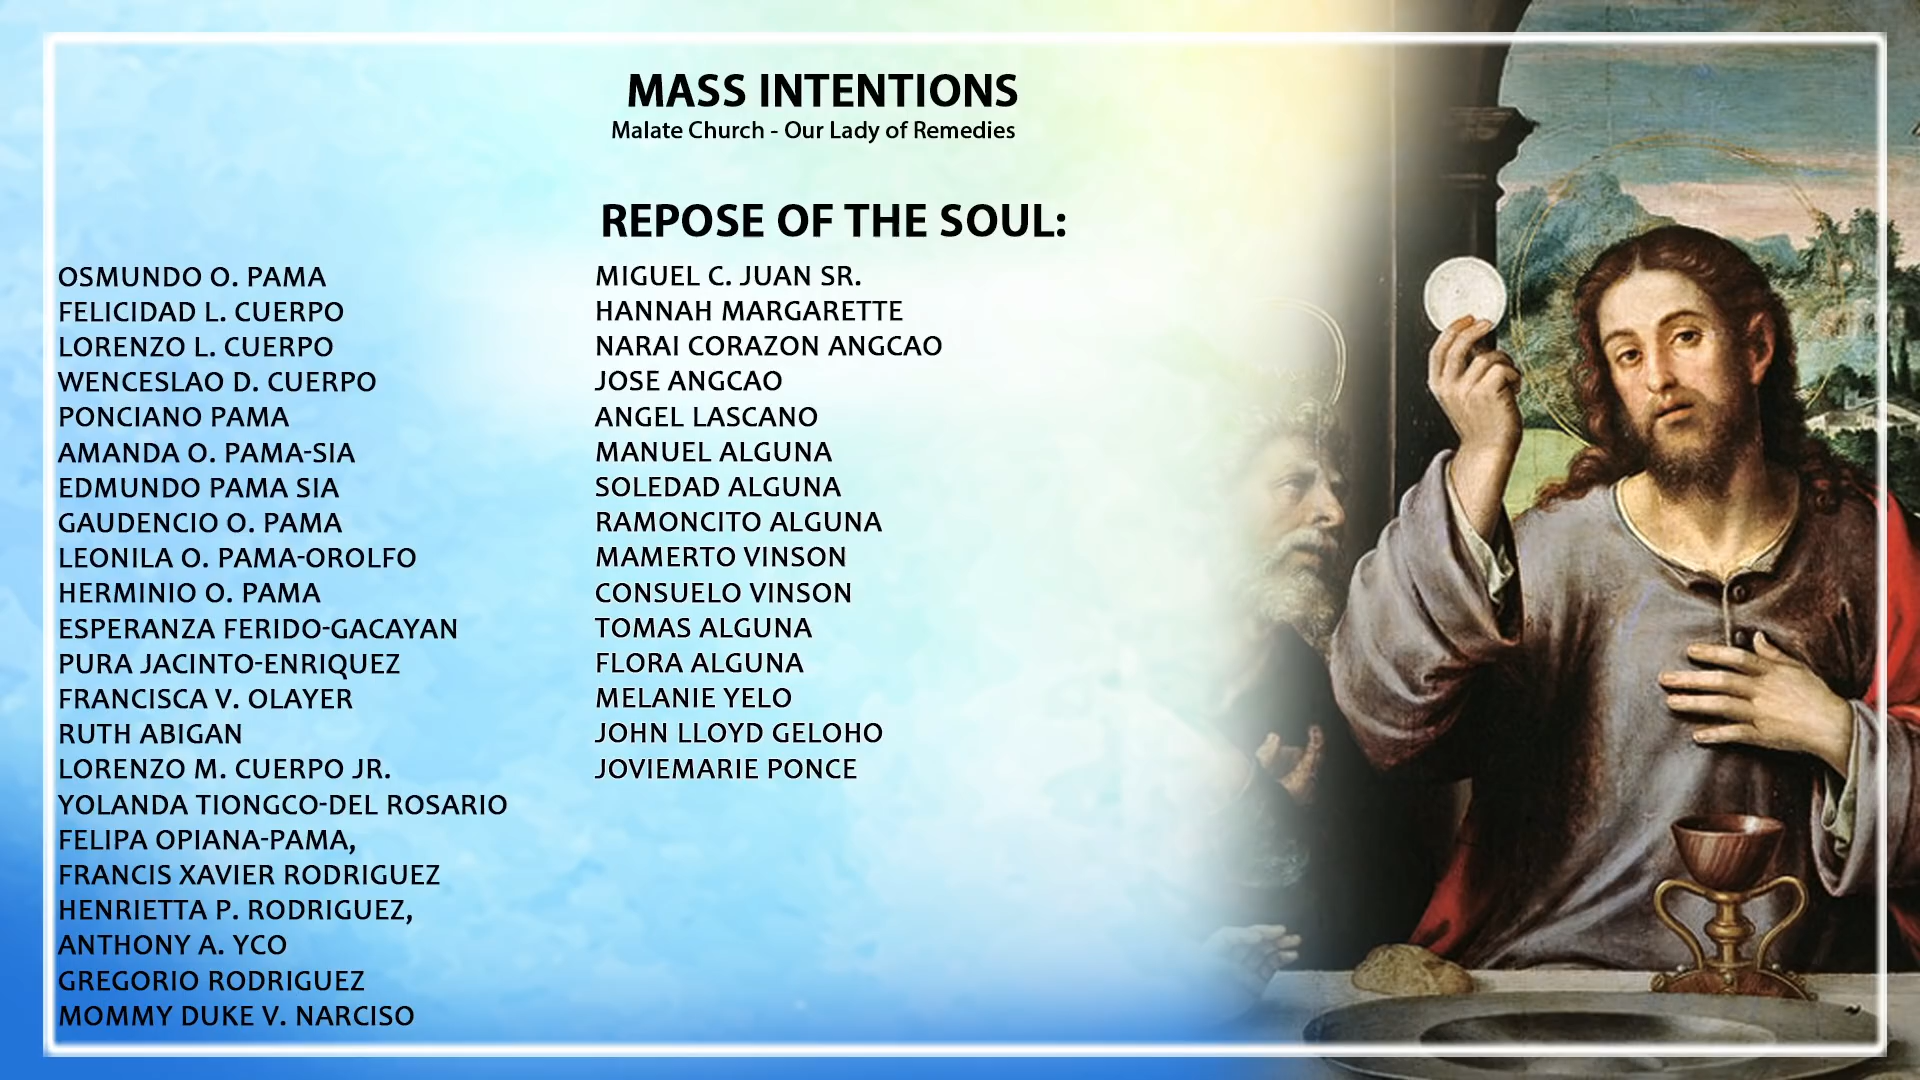 MASS INTENTIONS
Malate Church - Our Lady of Remedies
REPOSE OF THE SOUL:
OSMUNDO O. PAMA
FELICIDAD L. CUERPO
LORENZO L. CUERPO
WENCESLAO D. CUERPO
PONCIANO PAMA
AMANDA O. PAMA-SIA
EDMUNDO PAMA SIA
GAUDENCIO O. PAMA
LEONILA O. PAMA-OROLFO
HERMINIO O. PAMA
ESPERANZA FERIDO-GACAYAN
PURA JACINTO-ENRIQUEZ
FRANCISCA V. OLAYER
RUTH ABIGAN
LORENZO M. CUERPO JR.
YOLANDA TIONGCO-DEL ROSARIO
FELIPA OPIANA-PAMA,
FRANCIS XAVIER RODRIGUEZ
HENRIETTA P. RODRIGUEZ,
ANTHONY A. YCO
GREGORIO RODRIGUEZ
MOMMY DUKE V. NARCISO
MIGUEL C. JUAN SR.
HANNAH MARGARETTE
NARAI CORAZON ANGCAO
JOSE ANGCAO
ANGEL LASCANO
MANUEL ALGUNA
SOLEDAD ALGUNA
RAMONCITO ALGUNA
MAMERTO VINSON
CONSUELO VINSON
TOMAS ALGUNA
FLORA ALGUNA
MELANIE YELO
JOHN LLOYD GELOHO
JOVIEMARIE PONCE